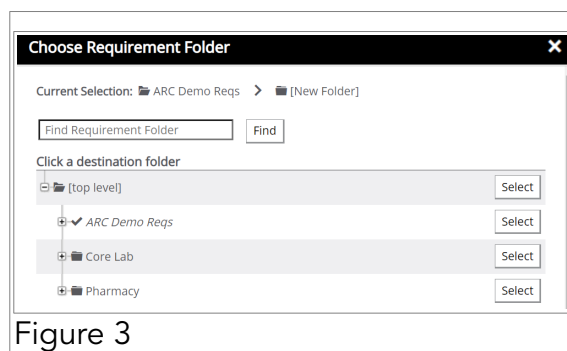 Choose Requirement Folder
Current Selection: ARC Demo Reqs > [New Folder]
Find Requirement Folder Find
Click a destination folder
[top level] Select
ARC Demo Reqs Select
Core Lab Select
Pharmacy Select
Figure 3